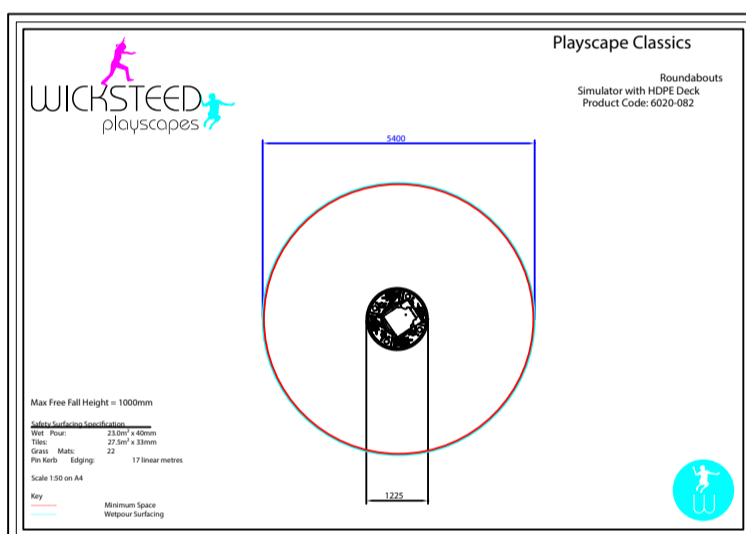 Playscape Classics
WICKSTEED
playscapes
Roundabouts
Simulator with HDPE Deck
Product Code: 6020-082
5400
Max Free Fall Height = 1000mm
Safety Surfacing Specification
Wet Pour: 23.0m² x 40mm
Tiles: 27.5m² x 33mm
Grass Mats: 22
Pin Kerb Edging: 17 linear metres
Scale 1:50 on A4
1225
Key
Minimum Space
Wetpour Surfacing
W